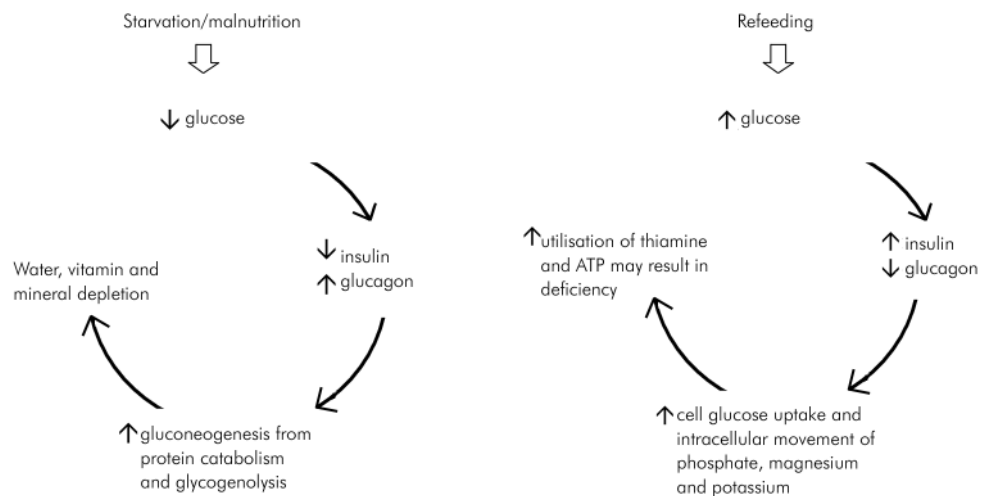 Starvation/malnutrition
↓ glucose
↓ insulin
↑ glucagon
↑ gluconeogenesis from
protein catabolism
and glycogenolysis
Water, vitamin and
mineral depletion
Refeeding
↑ glucose
↑ insulin
↓ glucagon
↑ cell glucose uptake and
intracellular movement of
phosphate, magnesium
and potassium
↑ utilisation of thiamine
and ATP may result in
deficiency